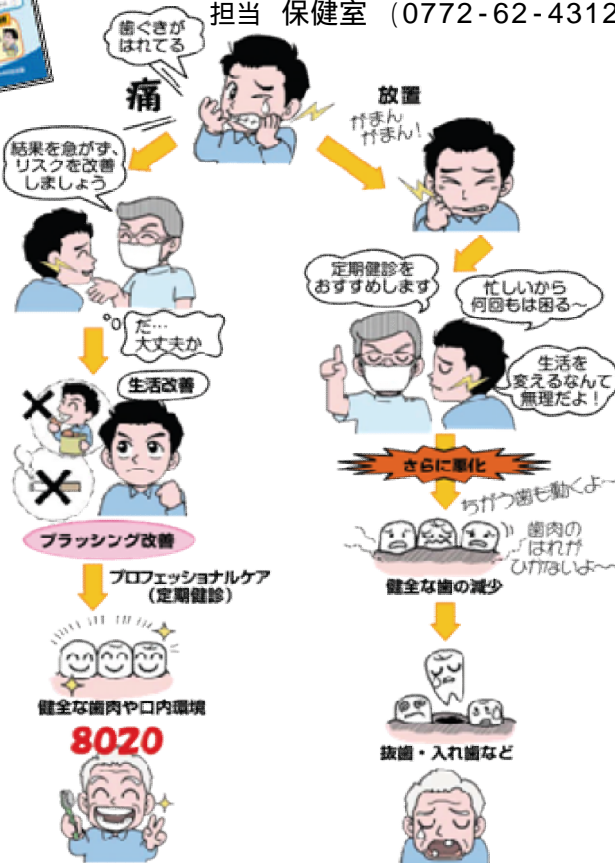 担当 保健室 (0772-62-4312
歯ぐきが
はれてる
痛
放置
がまん
がまん!
結果を急がず、
リスクを改善
しましょう
定期健診を
おすすめします
忙しいから
何回もは困る~
だ…
大丈夫か
生活改善
生活を
変えるなんて
無理だよ!
さらに悪化
ちがう歯も動くよ~
ブラッシング改善
歯肉の
はれが
ひかないよ~
プロフェッショナルケア
(定期健診)
健全な歯の減少
健全な歯肉や口内環境
8020
抜歯・入れ歯など